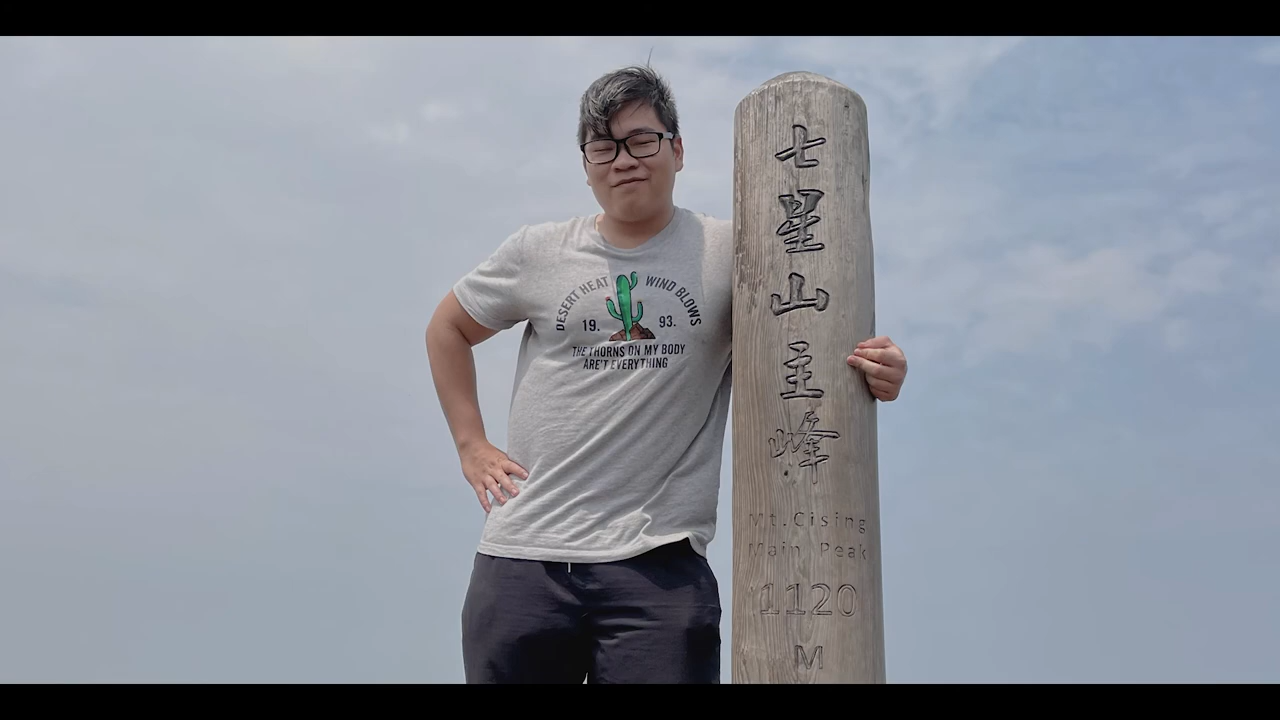 DESERT HEAT WIND BLOWS
19. 93.
THE THORNS ON MY BODY
ARE'T EVERYTHING
七星山主峰
Mt.Cising
Main Peak
1120
M